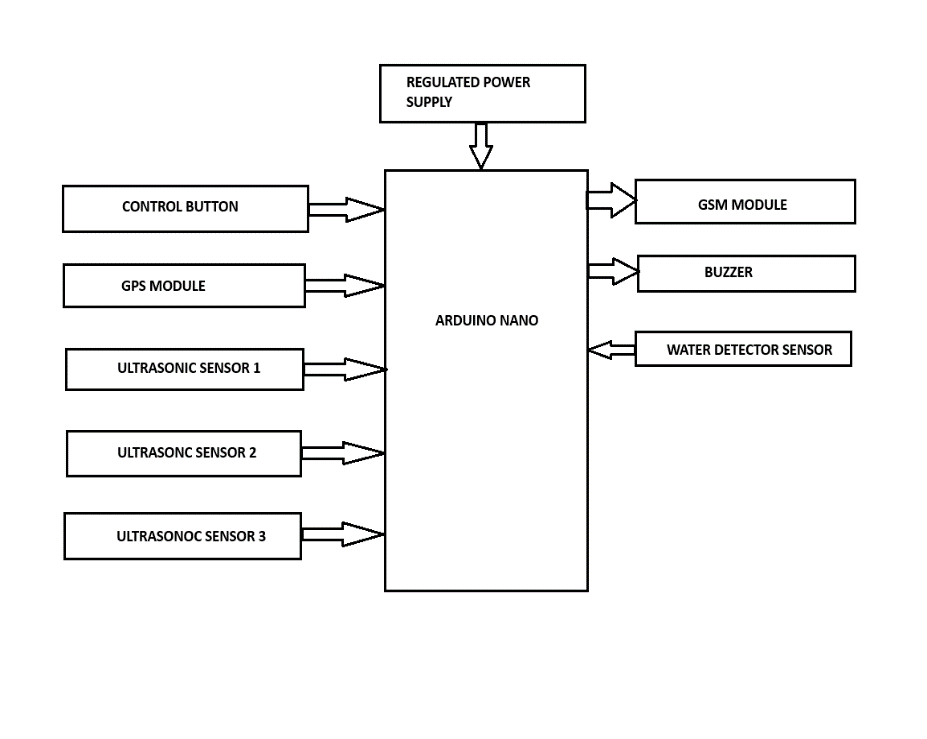 REGULATED POWER
SUPPLY
CONTROL BUTTON
GSM MODULE
GPS MODULE
BUZZER
ARDUINO NANO
WATER DETECTOR SENSOR
ULTRASONIC SENSOR 1
ULTRASONC SENSOR 2
ULTRASONOC SENSOR 3